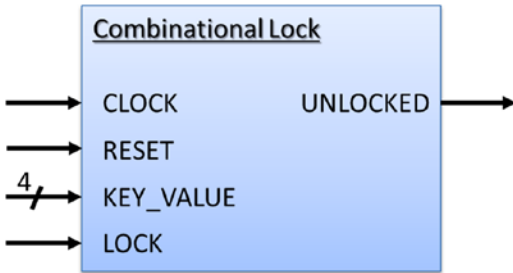 Combinational Lock
CLOCK UNLOCKED
RESET
4
KEY_VALUE
LOCK